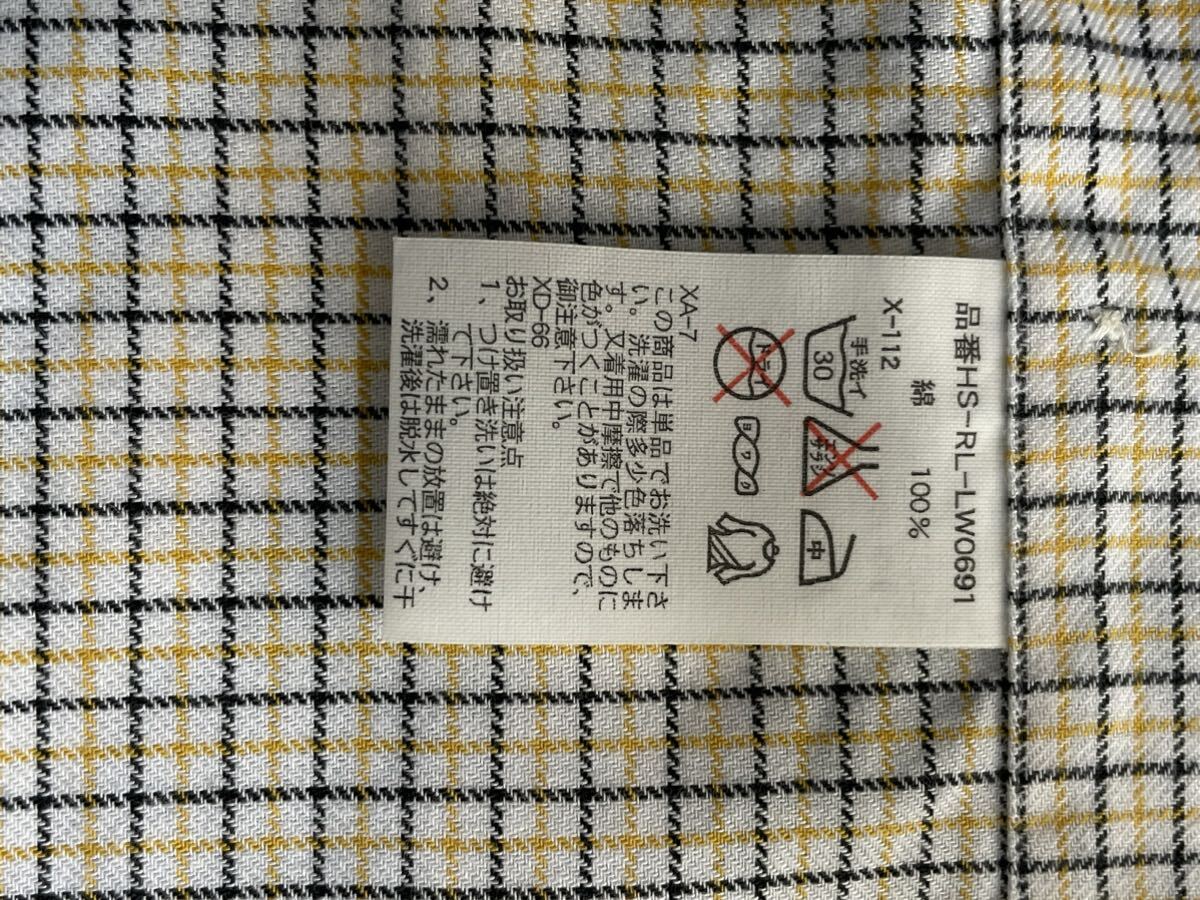 品番HS-RL-LW0691
綿 100%
X-112
手洗イ
30
エンソサラシ
中
ドライ
ヨワク
XA-7
この商品は単品でお洗い下さ
い。洗濯の際多少色落ちしま
す。又着用中摩擦で他のものに
色がつくことがありますので、
御注意下さい。
XD-66
お取り扱い注意点
1、つけ置き洗いは絶対に避け
て下さい。
2、濡れたままの放置は避け、
洗濯後は脱水してすぐに干